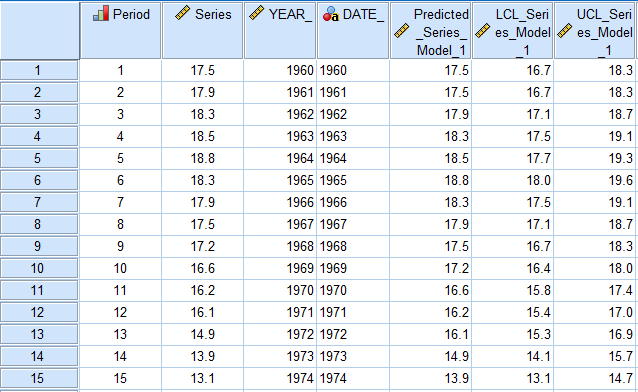 Period Series YEAR_ DATE_ Predicted_Series_Model_1 LCL_Series_Model_1 UCL_Series_Model_1
1 1 17.5 1960 1960 17.5 16.7 18.3
2 2 17.9 1961 1961 17.5 16.7 18.3
3 3 18.3 1962 1962 17.9 17.1 18.7
4 4 18.5 1963 1963 18.3 17.5 19.1
5 5 18.8 1964 1964 18.5 17.7 19.3
6 6 18.3 1965 1965 18.8 18.0 19.6
7 7 17.9 1966 1966 18.3 17.5 19.1
8 8 17.5 1967 1967 17.9 17.1 18.7
9 9 17.2 1968 1968 17.5 16.7 18.3
10 10 16.6 1969 1969 17.2 16.4 18.0
11 11 16.2 1970 1970 16.6 15.8 17.4
12 12 16.1 1971 1971 16.2 15.4 17.0
13 13 14.9 1972 1972 16.1 15.3 16.9
14 14 13.9 1973 1973 14.9 14.1 15.7
15 15 13.1 1974 1974 13.9 13.1 14.7